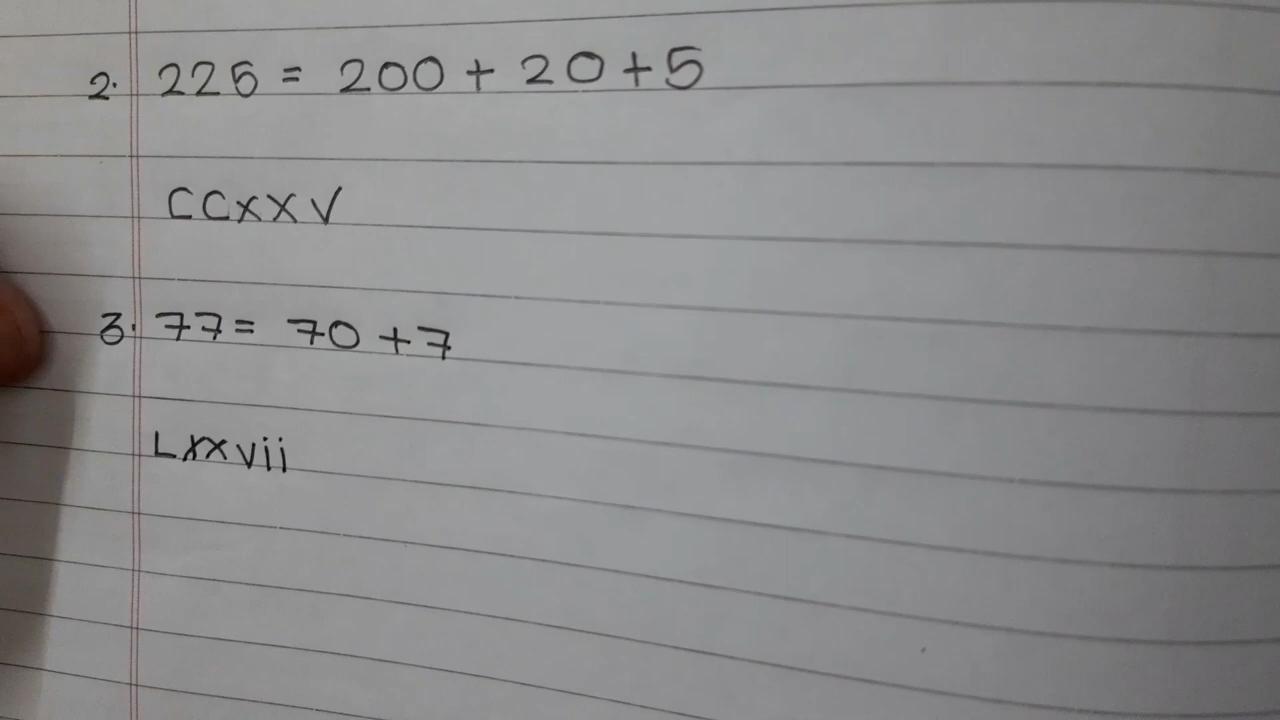 2. 225 = 200 + 20 + 5
CCXXV
3. 77 = 70 + 7
Lxxvii